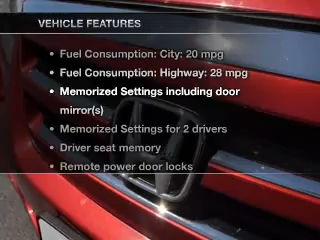 VEHICLE FEATURES
• Fuel Consumption: City: 20 mpg
• Fuel Consumption: Highway: 28 mpg
• Memorized Settings including door
mirror(s)
• Memorized Settings for 2 drivers
• Driver seat memory
• Remote power door locks